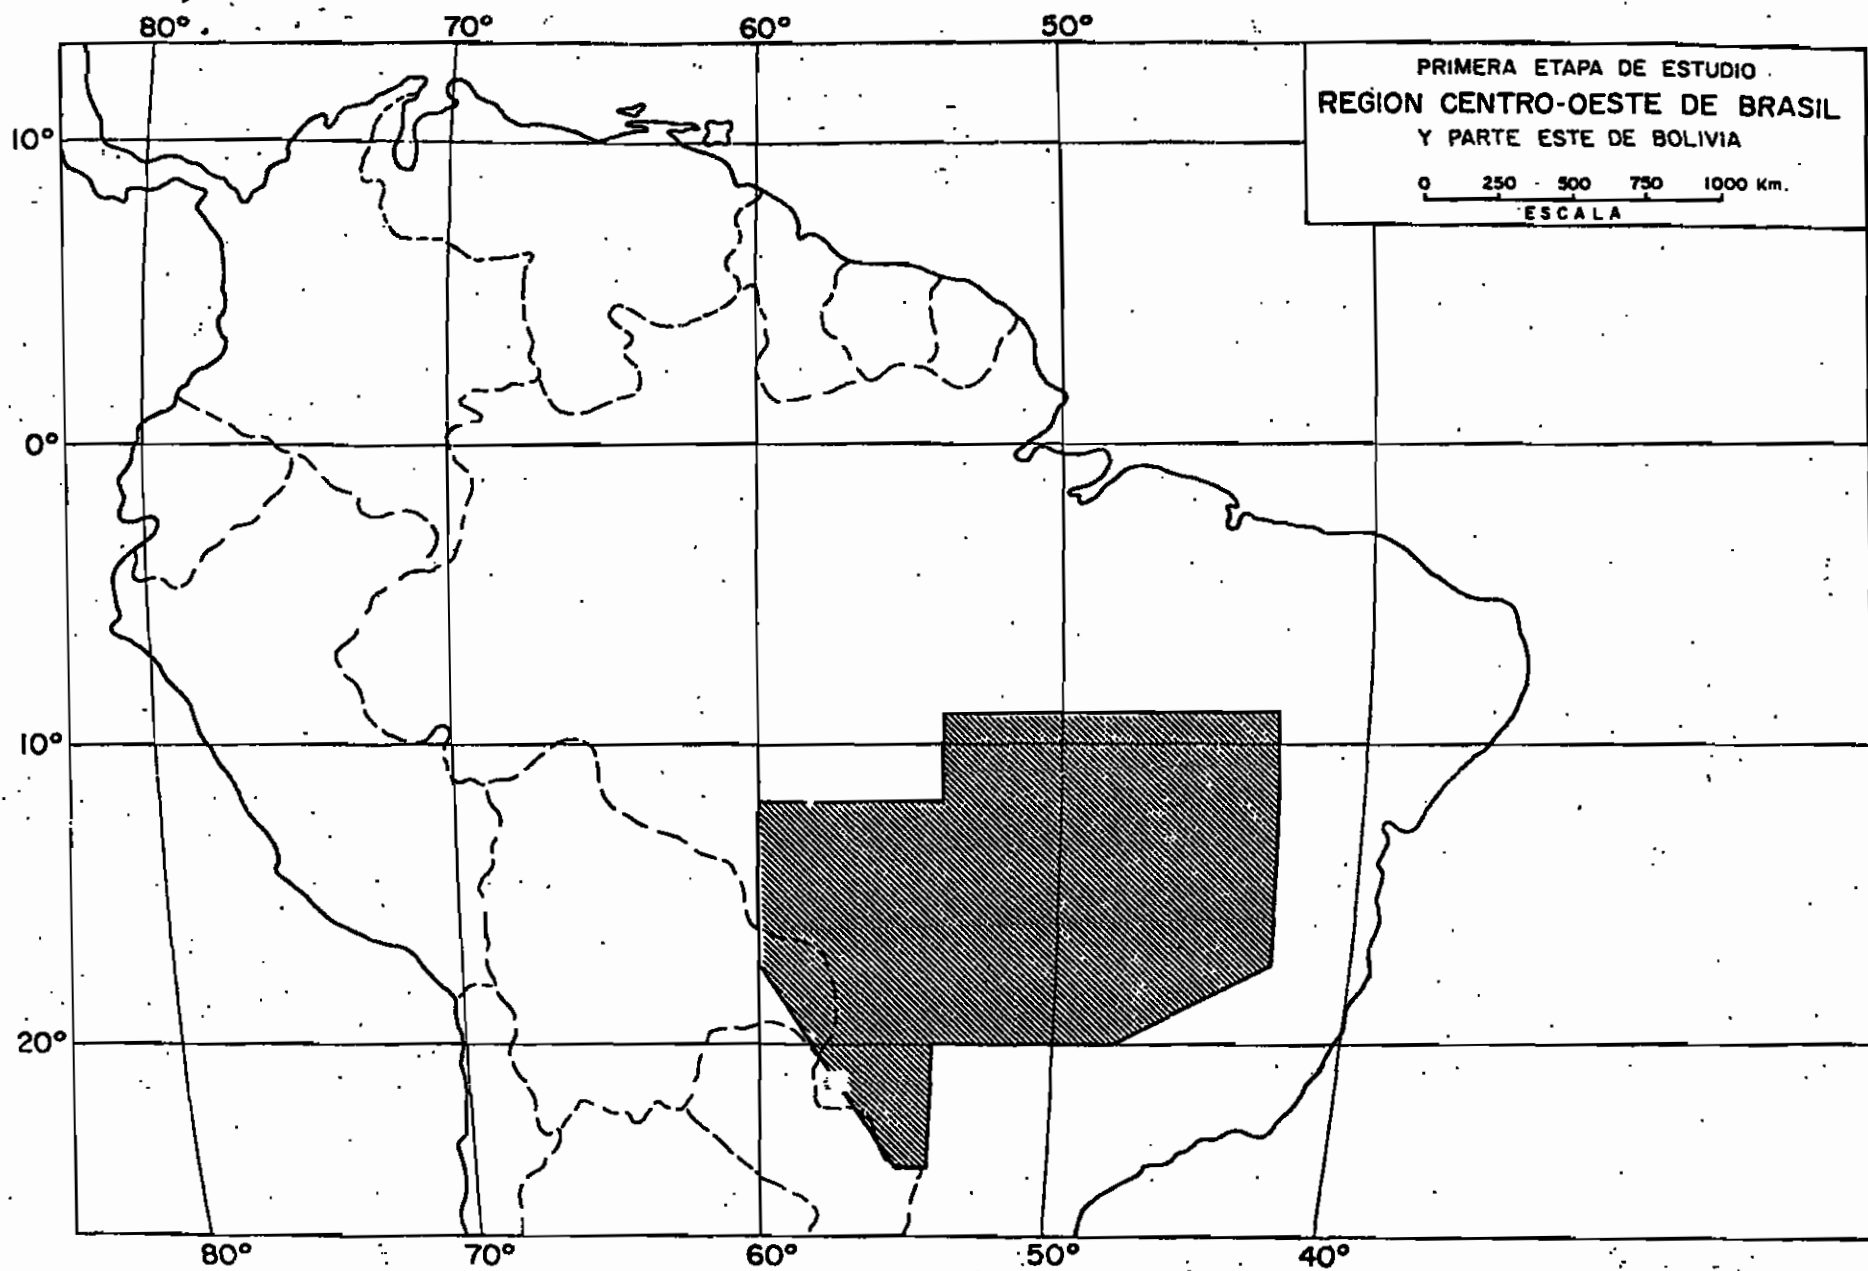 80° 70° 60° 50°
PRIMERA ETAPA DE ESTUDIO
REGION CENTRO-OESTE DE BRASIL
Y PARTE ESTE DE BOLIVIA
0 250 500 750 1000 Km.
ESCALA
10°
0°
10°
20°
80° 70° 60° 50° 40°